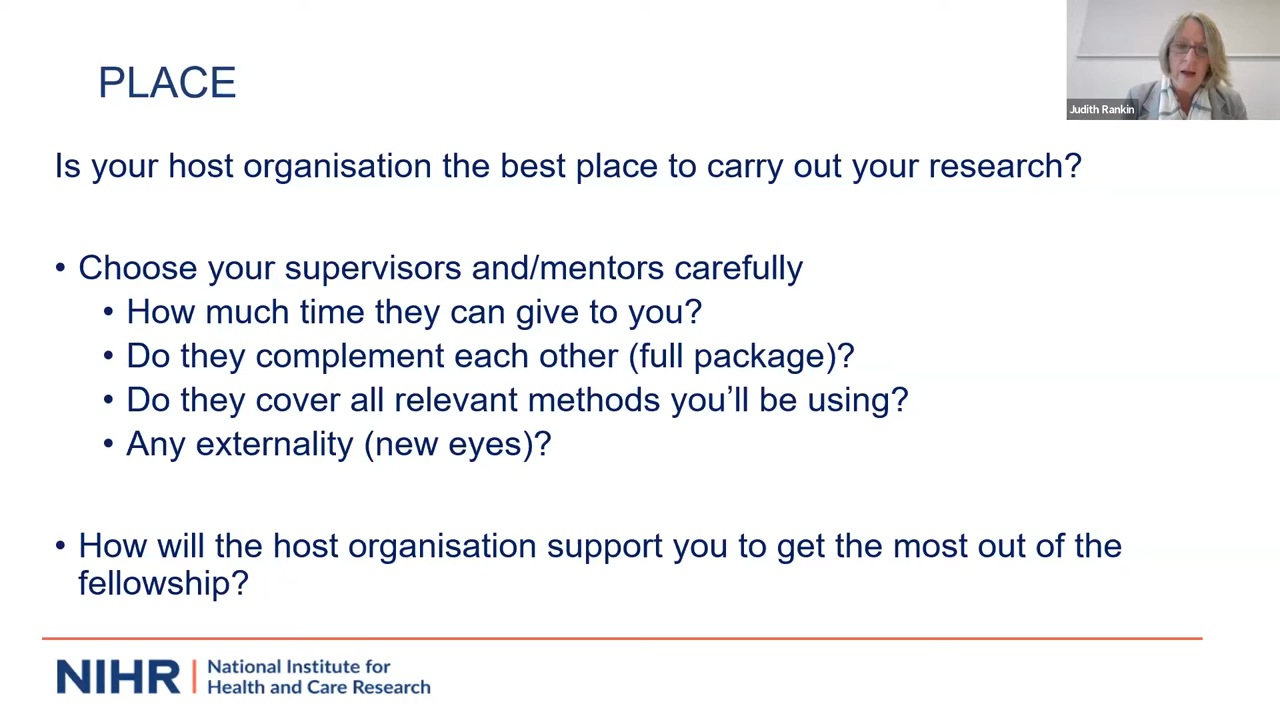 PLACE
Judith Rankin
Is your host organisation the best place to carry out your research?
• Choose your supervisors and/mentors carefully
• How much time they can give to you?
• Do they complement each other (full package)?
• Do they cover all relevant methods you’ll be using?
• Any externality (new eyes)?
• How will the host organisation support you to get the most out of the
fellowship?
NIHR | National Institute for
Health and Care Research